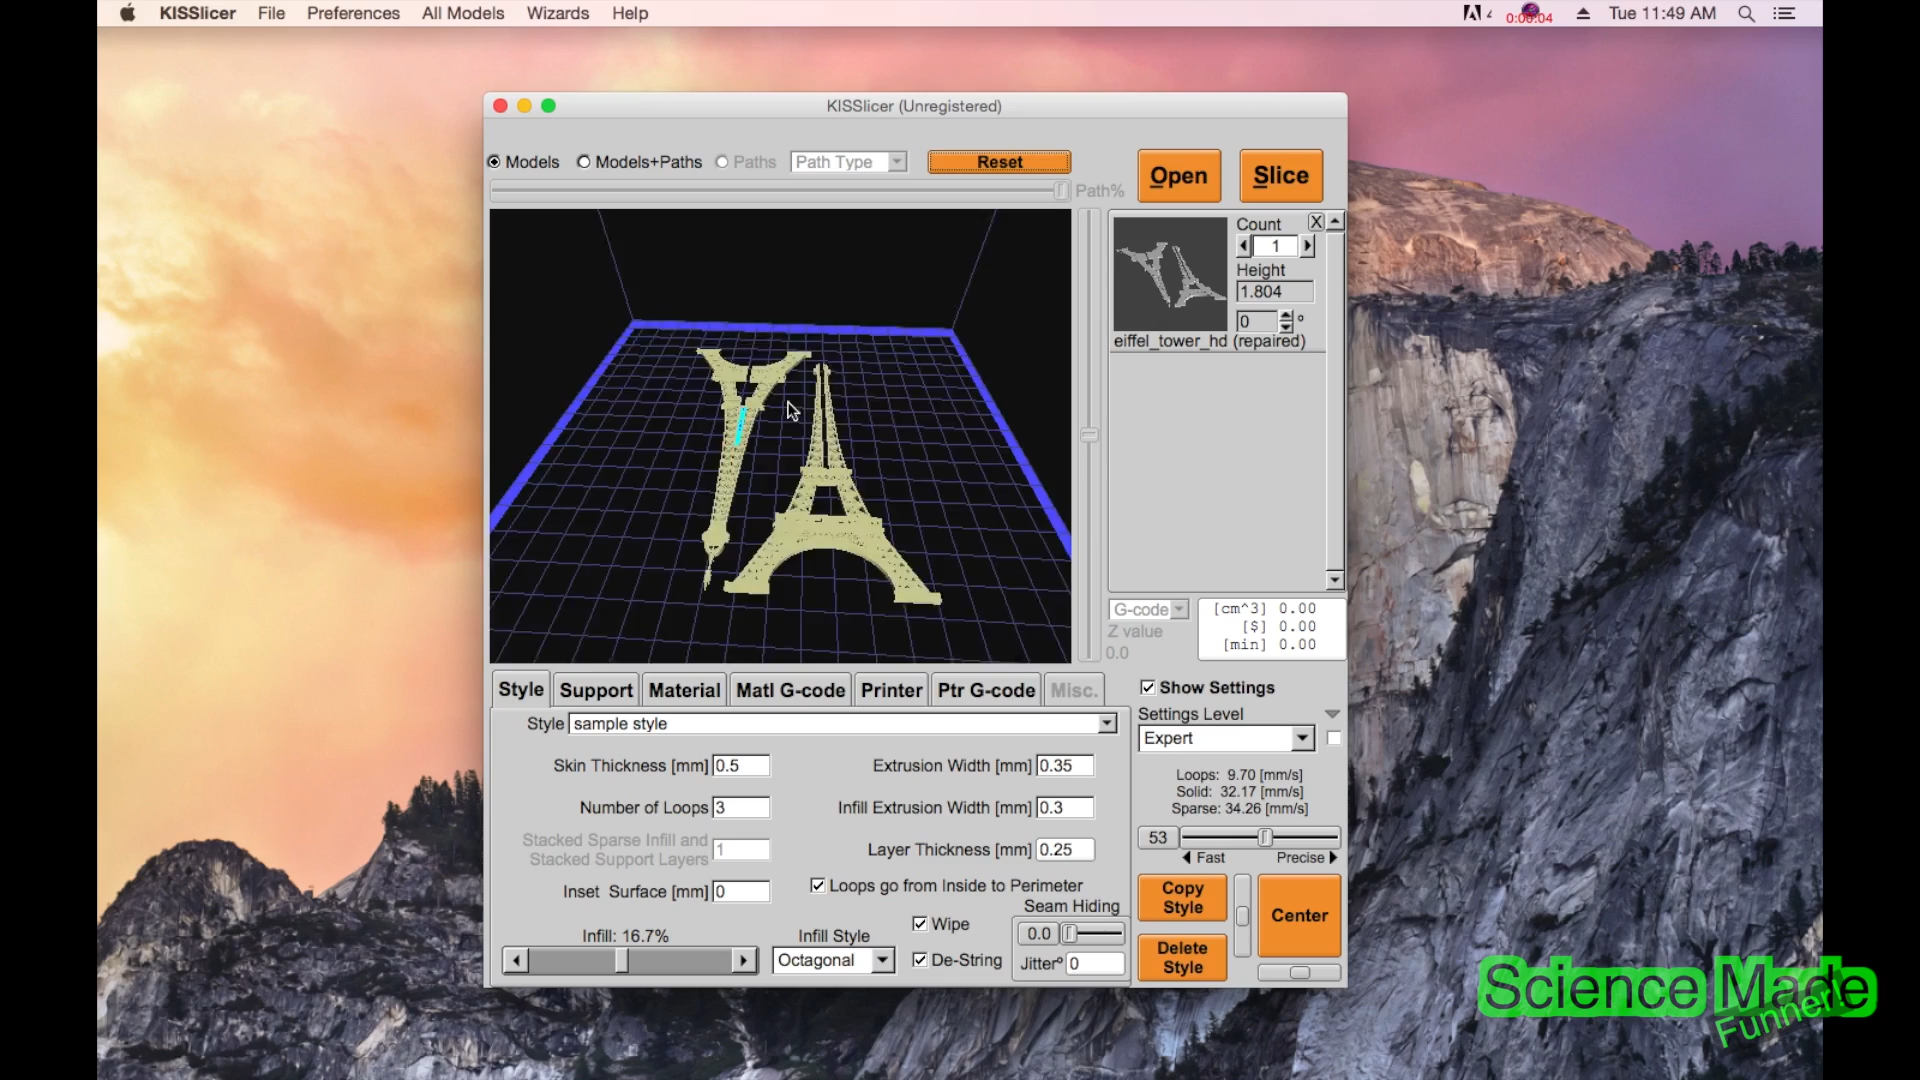 KISSlicer File Preferences All Models Wizards Help
0:00:04 Tue 11:49 AM
KISSlicer (Unregistered)
Models Models+Paths Paths Path Type Reset
Path%
Open Slice
Count X
1
Height
1.804
0 °
eiffel_tower_hd (repaired)
G-code
Z value
0.0
[cm^3] 0.00
[$] 0.00
[min] 0.00
Style Support Material Matl G-code Printer Ptr G-code Misc.
Style sample style
Skin Thickness [mm] 0.5
Extrusion Width [mm] 0.35
Number of Loops 3
Infill Extrusion Width [mm] 0.3
Stacked Sparse Infill and
Stacked Support Layers 1
Layer Thickness [mm] 0.25
Inset Surface [mm] 0
Loops go from Inside to Perimeter
Seam Hiding
Infill: 16.7%
Infill Style
Wipe
0.0
Octagonal
De-String
Jitter° 0
Show Settings
Settings Level
Expert
Loops: 9.70 [mm/s]
Solid: 32.17 [mm/s]
Sparse: 34.26 [mm/s]
53
Fast Precise
Copy
Style
Center
Delete
Style
Science Made
Funner!